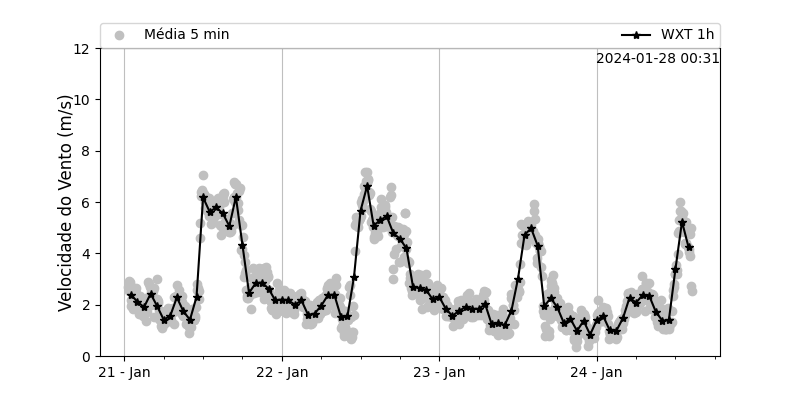 Média 5 min
WXT 1h
2024-01-28 00:31
Velocidade do Vento (m/s)
12
10
8
6
4
2
0
21 - Jan
22 - Jan
23 - Jan
24 - Jan